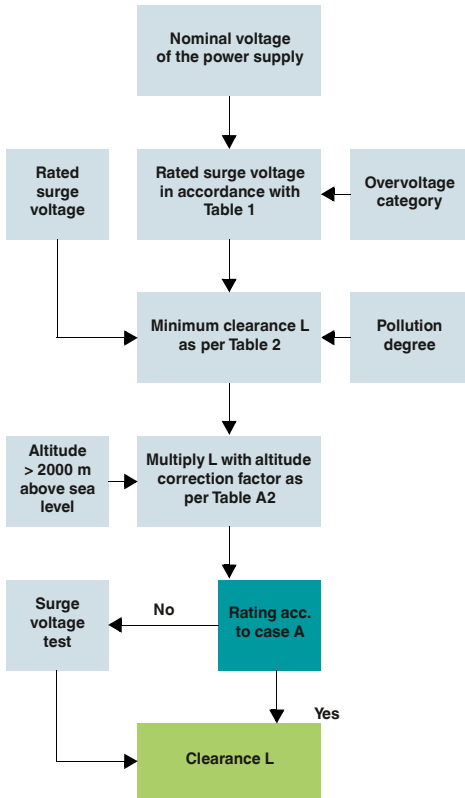 Nominal voltage
of the power supply
Rated
surge
voltage
Rated surge voltage
in accordance with
Table 1
Overvoltage
category
Minimum clearance L
as per Table 2
Pollution
degree
Altitude
> 2000 m
above sea
level
Multiply L with altitude
correction factor as
per Table A2
Surge
voltage
test
No
Rating acc.
to case A
Yes
Clearance L